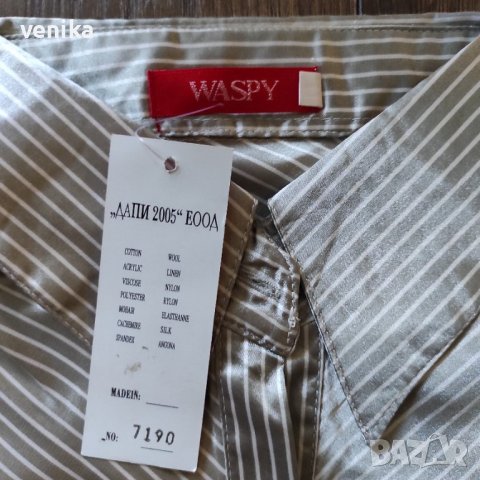 venika
WASPY
„ДАПИ 2005“ ЕООД
COTTON WOOL
ACRYLIC LINEN
VISCOSE NYLON
POLYESTER RYLON
MOHAIR ELASTHANNE
CACHEMIRE SILK
SPANDEX ANGONA
MADEIN:
No: 7190
BAZAR